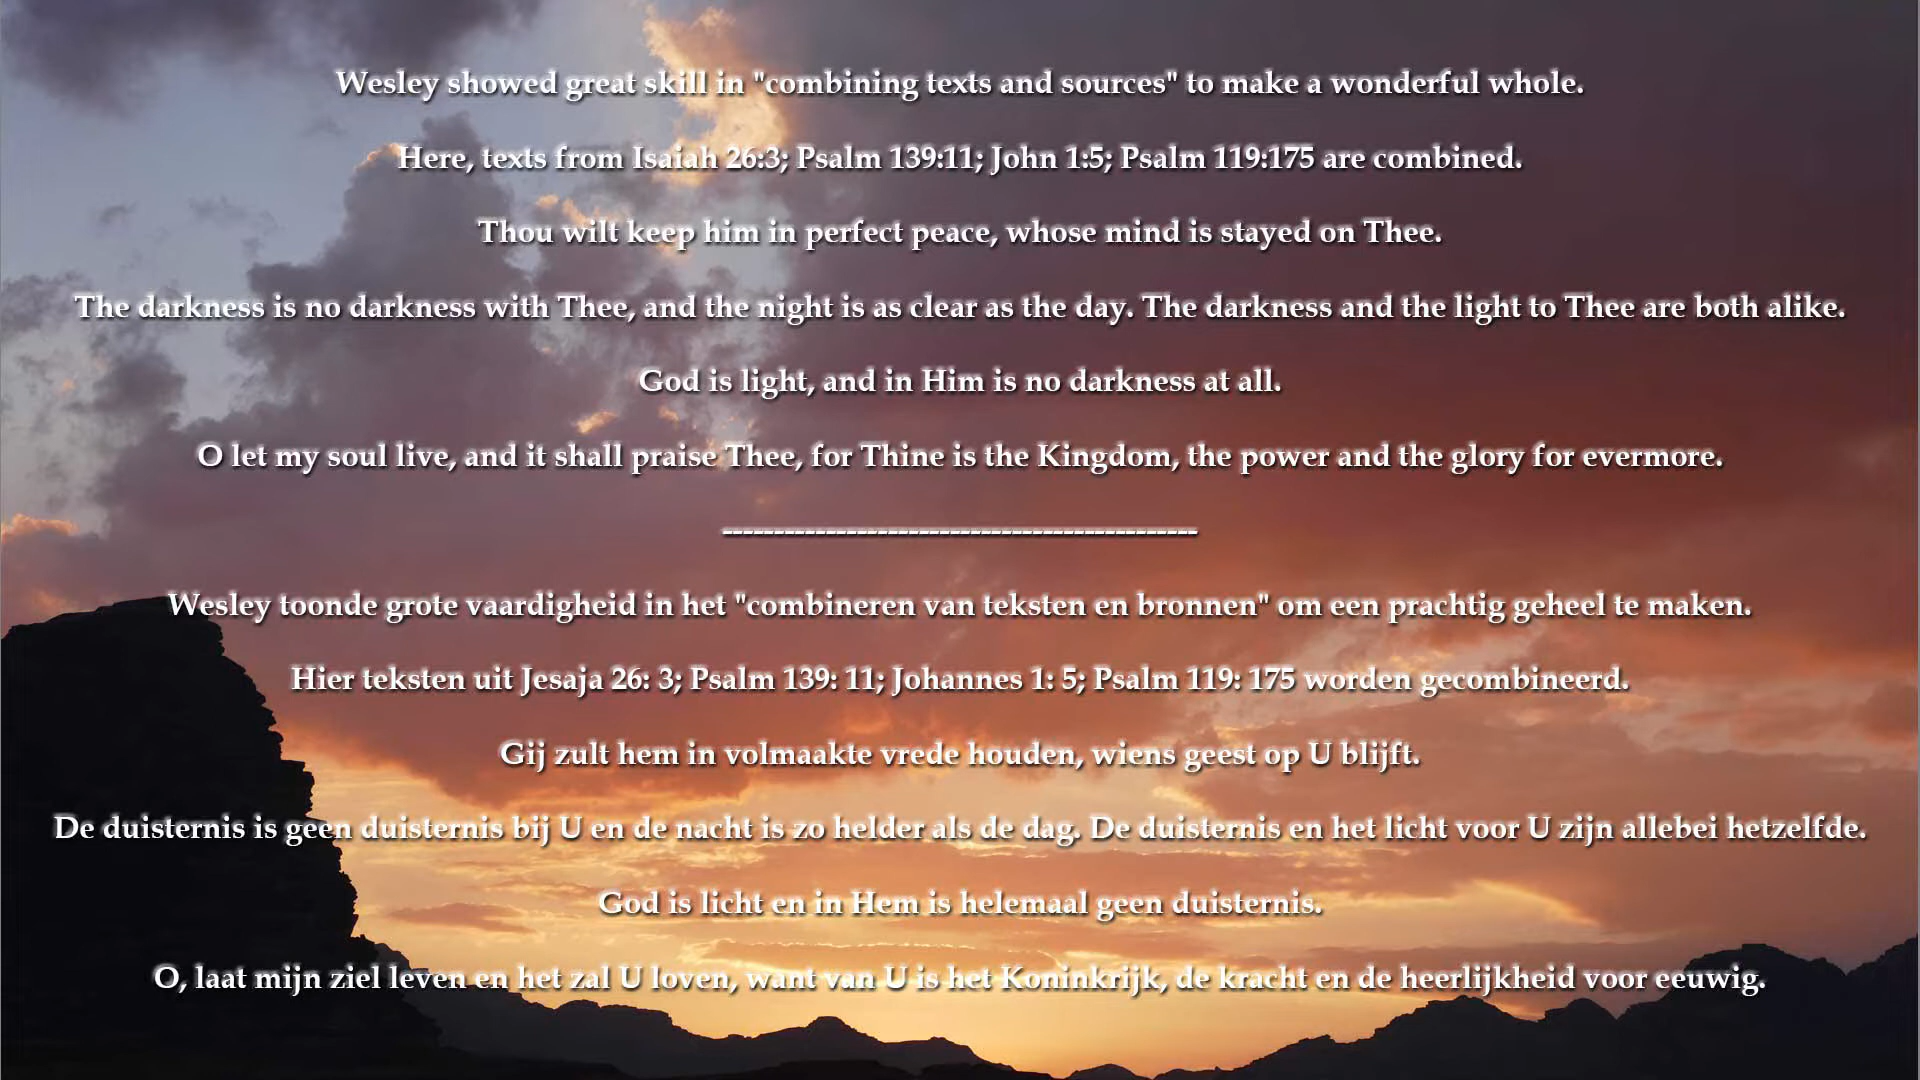 Wesley showed great skill in "combining texts and sources" to make a wonderful whole.
Here, texts from Isaiah 26:3; Psalm 139:11; John 1:5; Psalm 119:175 are combined.
Thou wilt keep him in perfect peace, whose mind is stayed on Thee.
The darkness is no darkness with Thee, and the night is as clear as the day. The darkness and the light to Thee are both alike.
God is light, and in Him is no darkness at all.
O let my soul live, and it shall praise Thee, for Thine is the Kingdom, the power and the glory for evermore.
----------------------------------------------
Wesley toonde grote vaardigheid in het "combineren van teksten en bronnen" om een prachtig geheel te maken.
Hier teksten uit Jesaja 26: 3; Psalm 139: 11; Johannes 1: 5; Psalm 119: 175 worden gecombineerd.
Gij zult hem in volmaakte vrede houden, wiens geest op U blijft.
De duisternis is geen duisternis bij U en de nacht is zo helder als de dag. De duisternis en het licht voor U zijn allebei hetzelfde.
God is licht en in Hem is helemaal geen duisternis.
O, laat mijn ziel leven en het zal U loven, want van U is het Koninkrijk, de kracht en de heerlijkheid voor eeuwig.